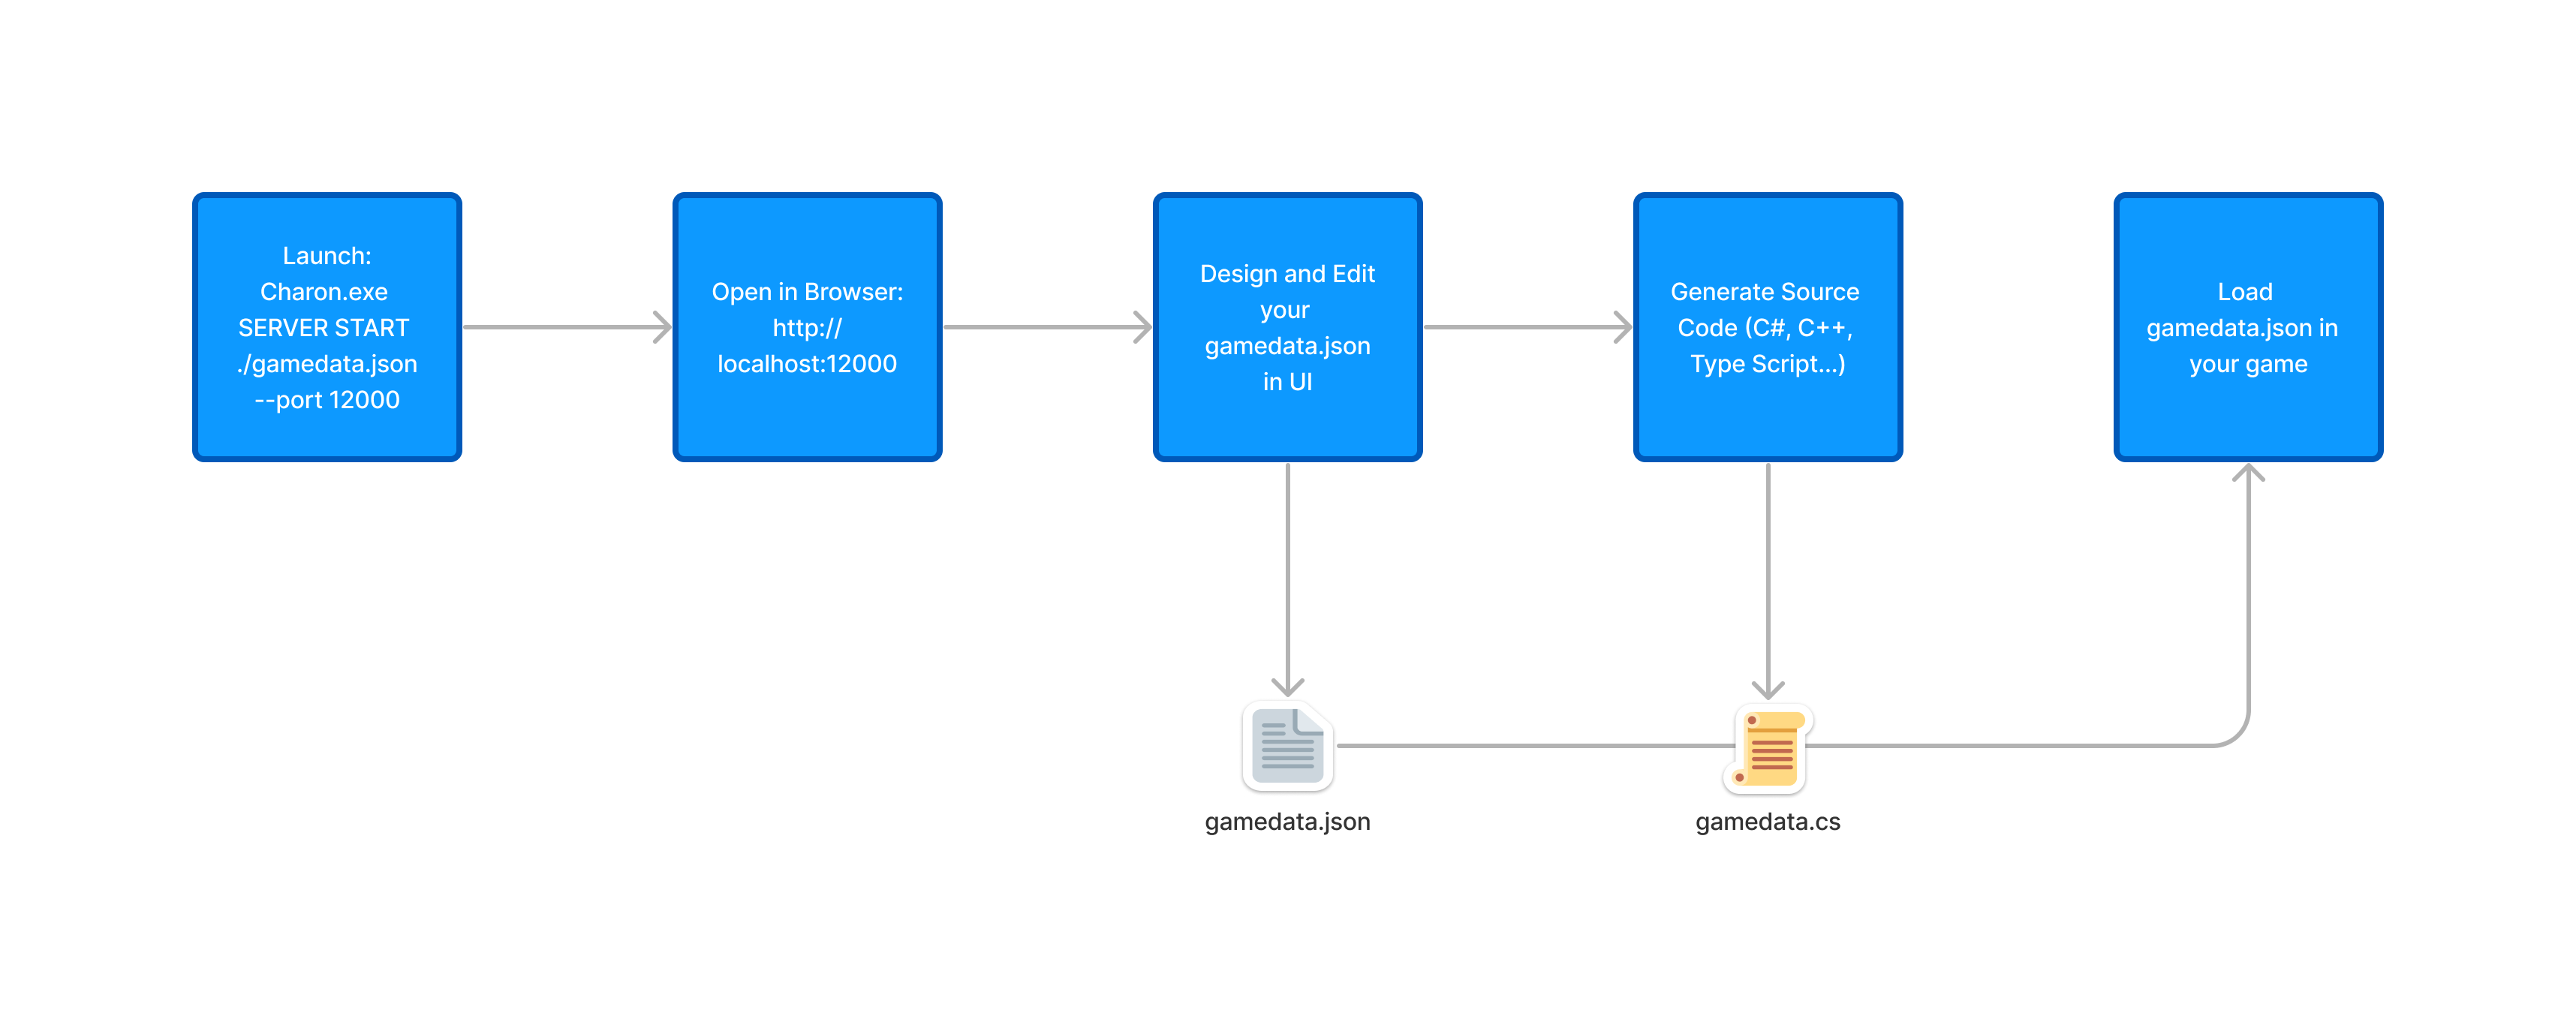 Launch:
Charon.exe
SERVER START
./gamedata.json
--port 12000
Open in Browser:
http://
localhost:12000
Design and Edit
your
gamedata.json
in UI
Generate Source
Code (C#, C++,
Type Script...)
Load
gamedata.json in
your game
gamedata.json
gamedata.cs